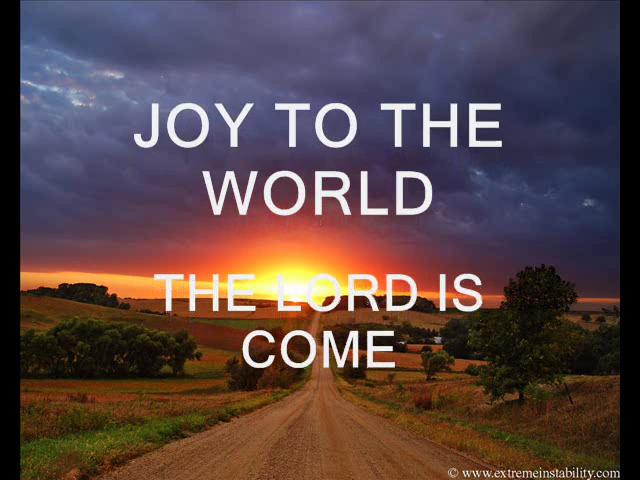 JOY TO THE
WORLD
THE LORD IS
COME
© www.extremeinstability.com